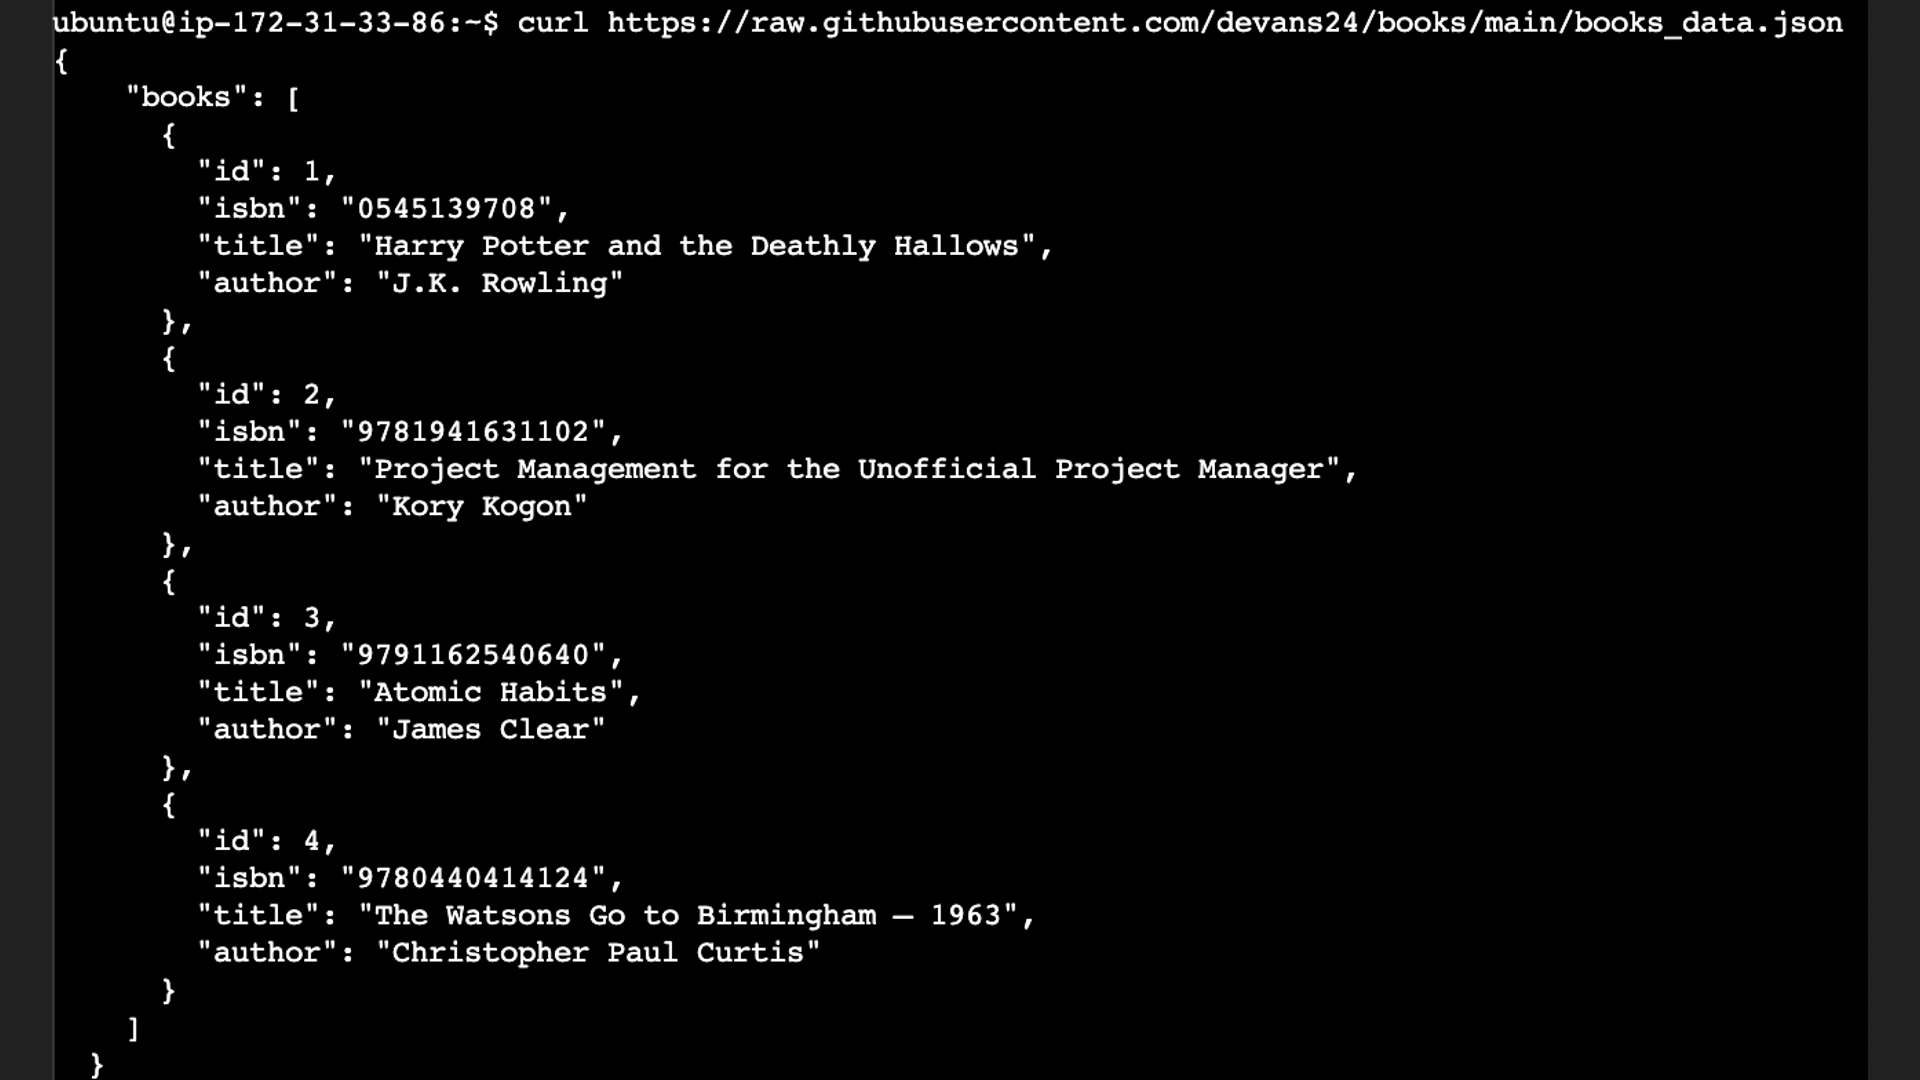 ubuntu@ip-172-31-33-86:~$ curl https://raw.githubusercontent.com/devans24/books/main/books_data.json
{
    "books": [
      {
        "id": 1,
        "isbn": "0545139708",
        "title": "Harry Potter and the Deathly Hallows",
        "author": "J.K. Rowling"
      },
      {
        "id": 2,
        "isbn": "9781941631102",
        "title": "Project Management for the Unofficial Project Manager",
        "author": "Kory Kogon"
      },
      {
        "id": 3,
        "isbn": "9791162540640",
        "title": "Atomic Habits",
        "author": "James Clear"
      },
      {
        "id": 4,
        "isbn": "9780440414124",
        "title": "The Watsons Go to Birmingham – 1963",
        "author": "Christopher Paul Curtis"
      }
    ]
  }